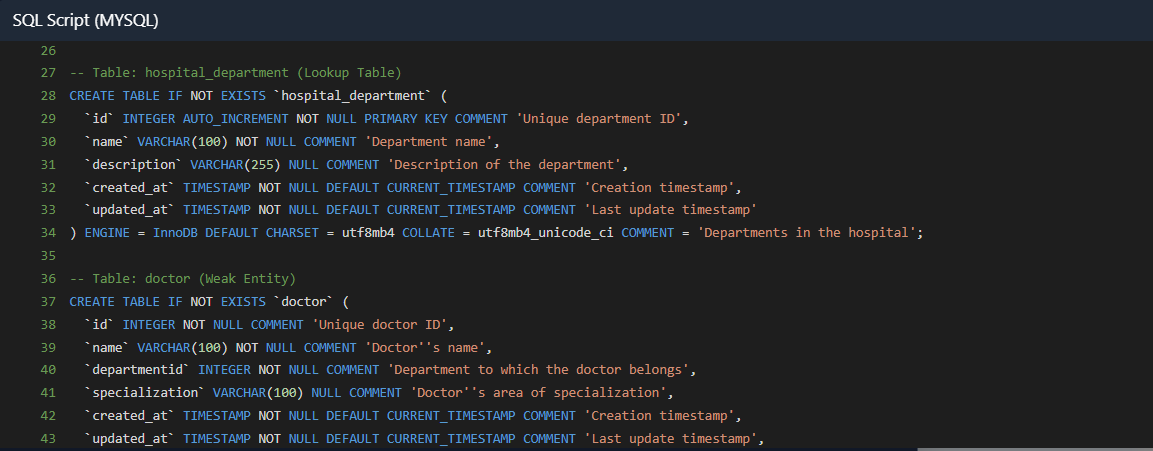 SQL Script (MYSQL)
26
27 -- Table: hospital_department (Lookup Table)
28 CREATE TABLE IF NOT EXISTS `hospital_department` (
29   `id` INTEGER AUTO_INCREMENT NOT NULL PRIMARY KEY COMMENT 'Unique department ID',
30   `name` VARCHAR(100) NOT NULL COMMENT 'Department name',
31   `description` VARCHAR(255) NULL COMMENT 'Description of the department',
32   `created_at` TIMESTAMP NOT NULL DEFAULT CURRENT_TIMESTAMP COMMENT 'Creation timestamp',
33   `updated_at` TIMESTAMP NOT NULL DEFAULT CURRENT_TIMESTAMP COMMENT 'Last update timestamp'
34 ) ENGINE = InnoDB DEFAULT CHARSET = utf8mb4 COLLATE = utf8mb4_unicode_ci COMMENT = 'Departments in the hospital';
35
36 -- Table: doctor (Weak Entity)
37 CREATE TABLE IF NOT EXISTS `doctor` (
38   `id` INTEGER NOT NULL COMMENT 'Unique doctor ID',
39   `name` VARCHAR(100) NOT NULL COMMENT 'Doctor''s name',
40   `departmentid` INTEGER NOT NULL COMMENT 'Department to which the doctor belongs',
41   `specialization` VARCHAR(100) NULL COMMENT 'Doctor''s area of specialization',
42   `created_at` TIMESTAMP NOT NULL DEFAULT CURRENT_TIMESTAMP COMMENT 'Creation timestamp',
43   `updated_at` TIMESTAMP NOT NULL DEFAULT CURRENT_TIMESTAMP COMMENT 'Last update timestamp',